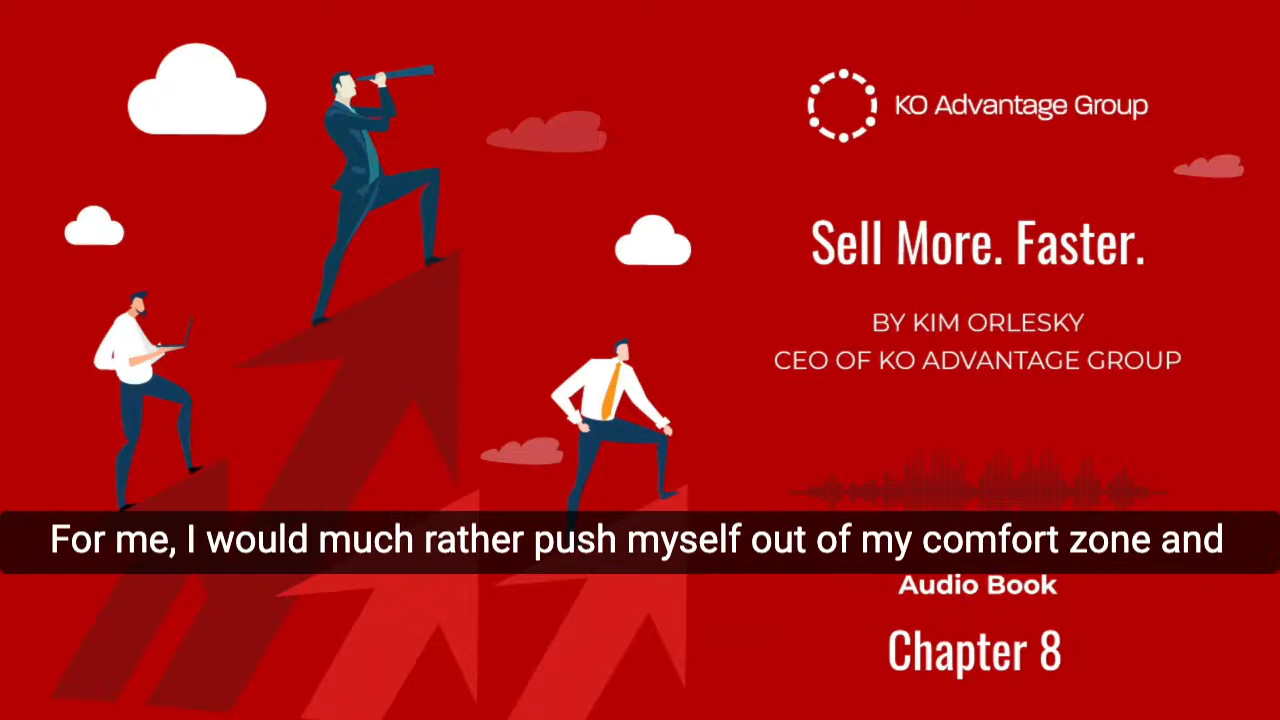 KO Advantage Group
Sell More. Faster.
BY KIM ORLESKY
CEO OF KO ADVANTAGE GROUP
For me, I would much rather push myself out of my comfort zone and
Audio Book
Chapter 8